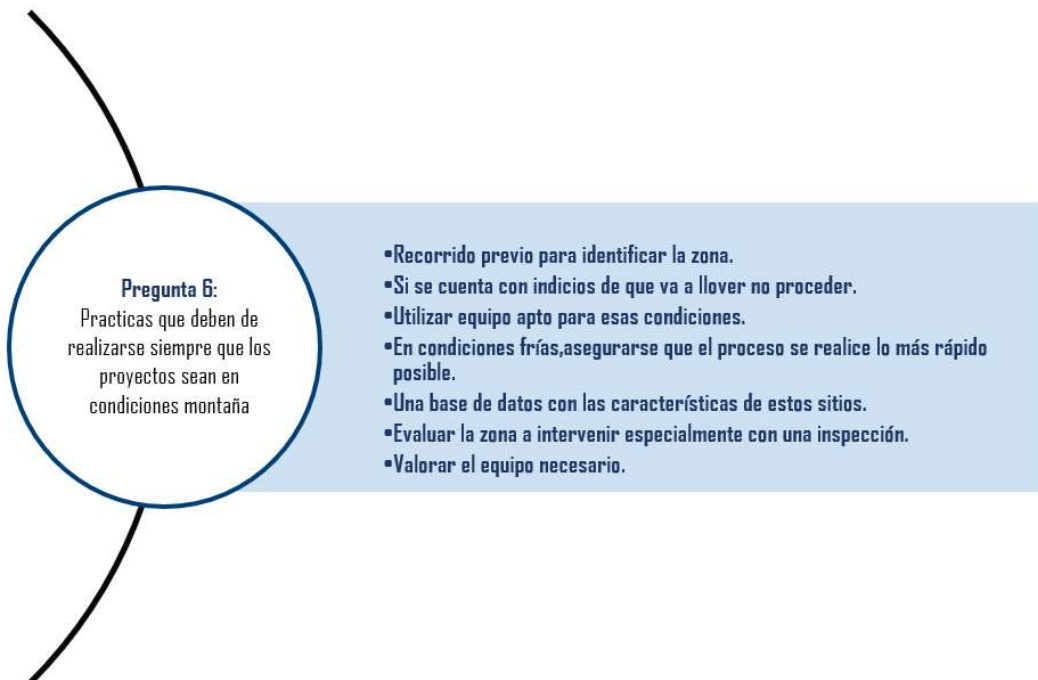 Pregunta 6:
Practicas que deben de
realizarse siempre que los
proyectos sean en
condiciones montaña
•Recorrido previo para identificar la zona.
•Si se cuenta con indicios de que va a llover no proceder.
•Utilizar equipo apto para esas condiciones.
•En condiciones frías,asegurarse que el proceso se realice lo más rápido
posible.
•Una base de datos con las características de estos sitios.
•Evaluar la zona a intervenir especialmente con una inspección.
•Valorar el equipo necesario.